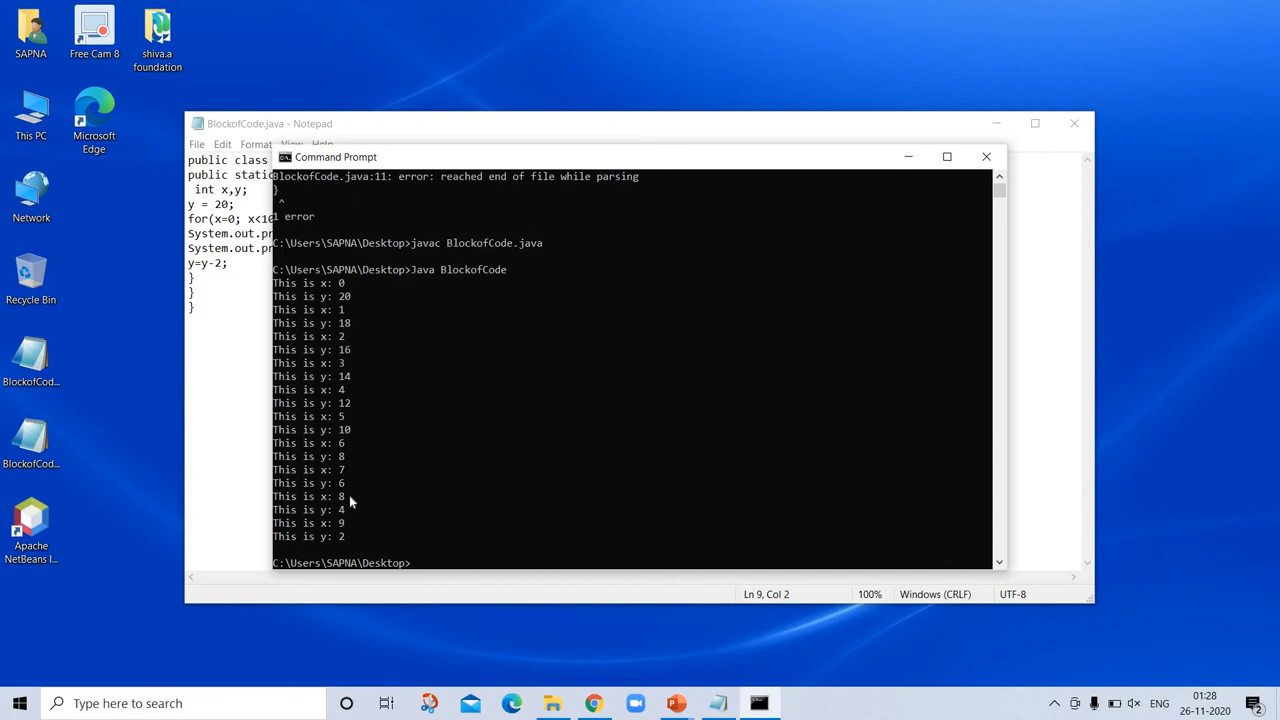 SAPNA
Free Cam 8
shiva.a
foundation
This PC
Microsoft
Edge
Network
Recycle Bin
BlockofCod...
BlockofCod...
Apache
NetBeans I...
BlockofCode.java - Notepad
File Edit Format View Help
public class
public static
int x,y;
y = 20;
for(x=0; x<10
System.out.pr
System.out.pr
y=y-2;
}
}
}
Ln 9, Col 2
100%
Windows (CRLF)
UTF-8
Command Prompt
BlockofCode.java:11: error: reached end of file while parsing
}
^
1 error
C:\Users\SAPNA\Desktop>javac BlockofCode.java
C:\Users\SAPNA\Desktop>Java BlockofCode
This is x: 0
This is y: 20
This is x: 1
This is y: 18
This is x: 2
This is y: 16
This is x: 3
This is y: 14
This is x: 4
This is y: 12
This is x: 5
This is y: 10
This is x: 6
This is y: 8
This is x: 7
This is y: 6
This is x: 8
This is y: 4
This is x: 9
This is y: 2
C:\Users\SAPNA\Desktop>
Type here to search
ENG
01:28
26-11-2020
2